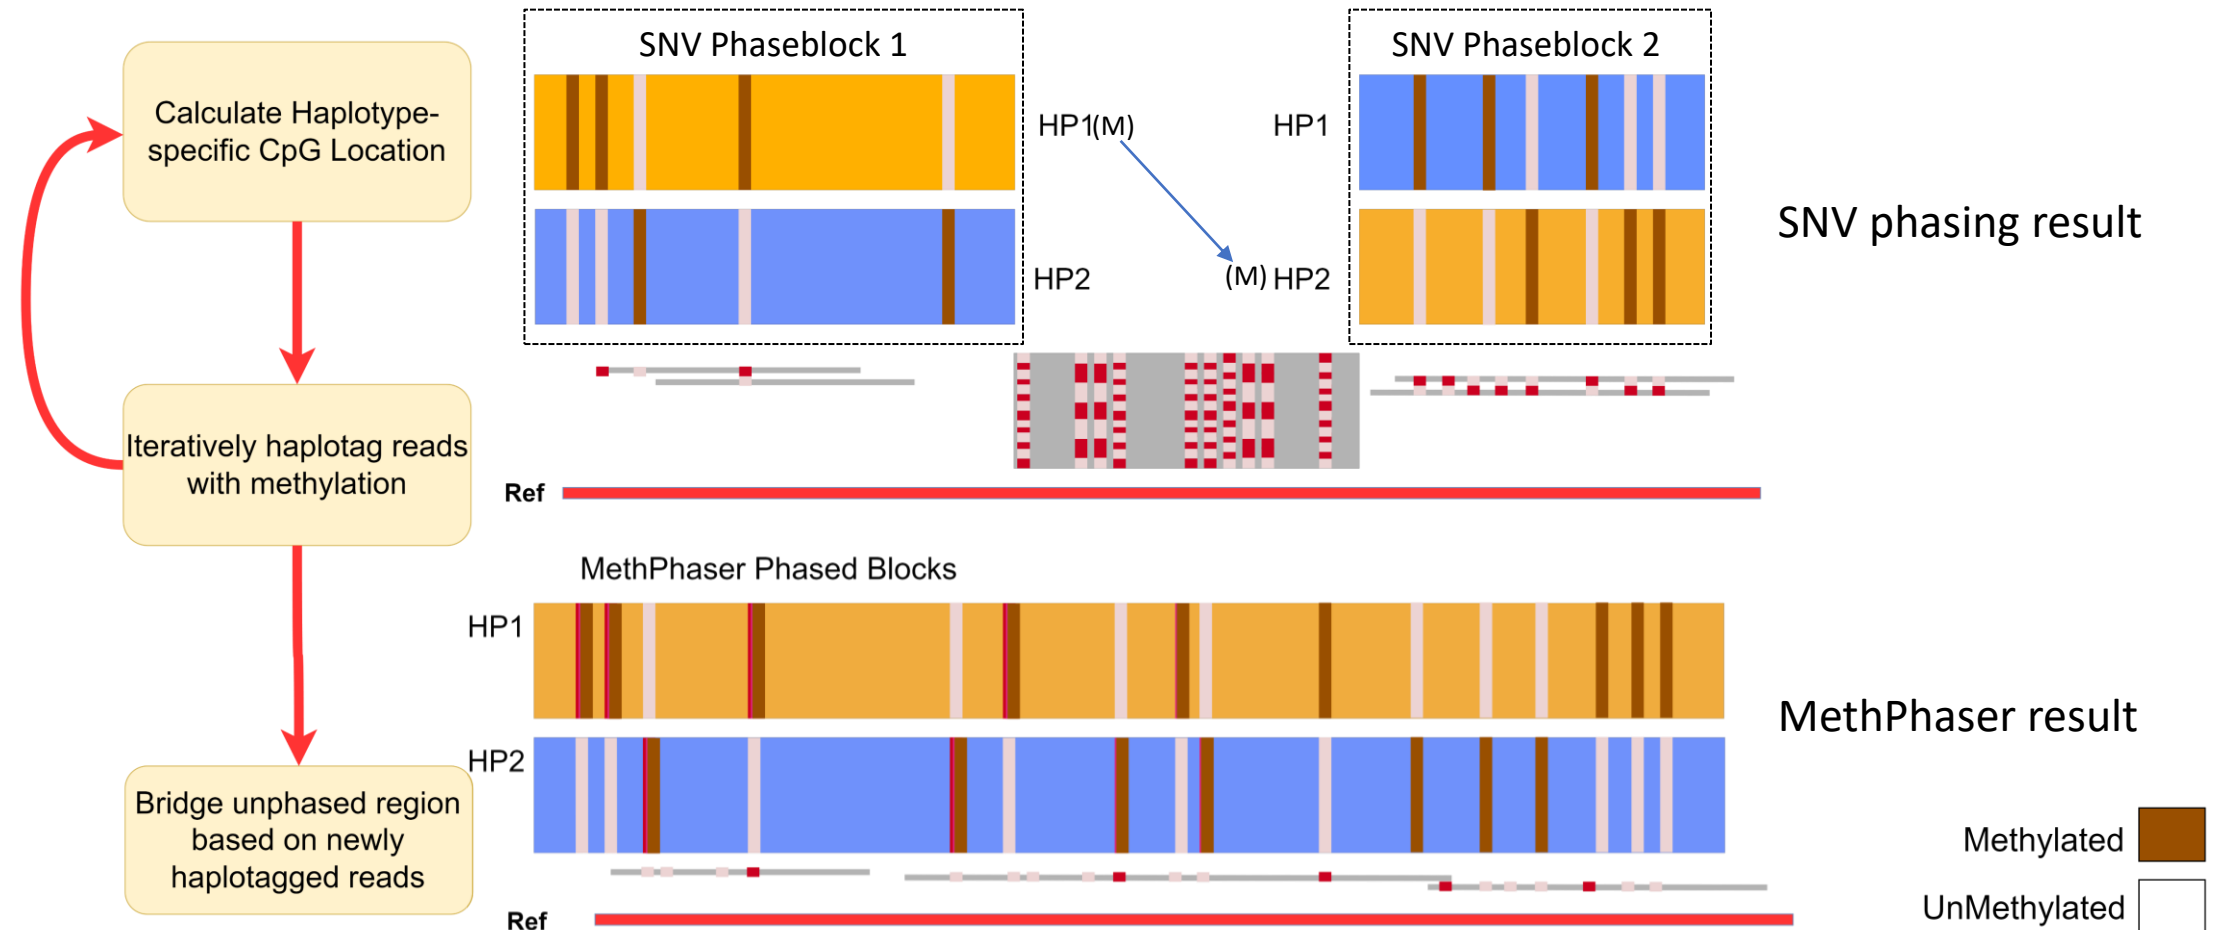 Calculate Haplotype-
specific CpG Location
Iteratively haplotag reads
with methylation
Bridge unphased region
based on newly
haplotagged reads
SNV Phaseblock 1
SNV Phaseblock 2
HP1(M)
HP1
HP2
(M) HP2
SNV phasing result
Ref
MethPhaser Phased Blocks
HP1
HP2
MethPhaser result
Ref
Methylated
UnMethylated